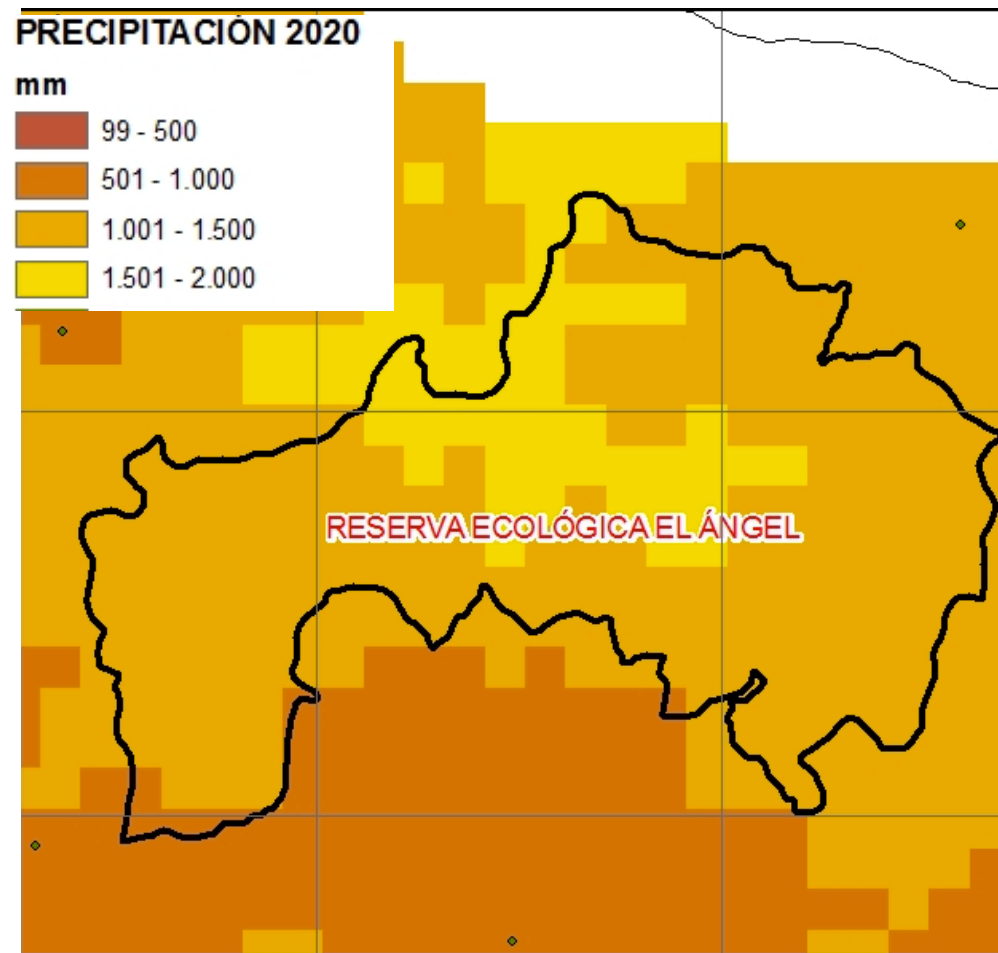 PRECIPITACIÓN 2020
mm
99 - 500
501 - 1.000
1.001 - 1.500
1.501 - 2.000
RESERVA ECOLÓGICA EL ÁNGEL